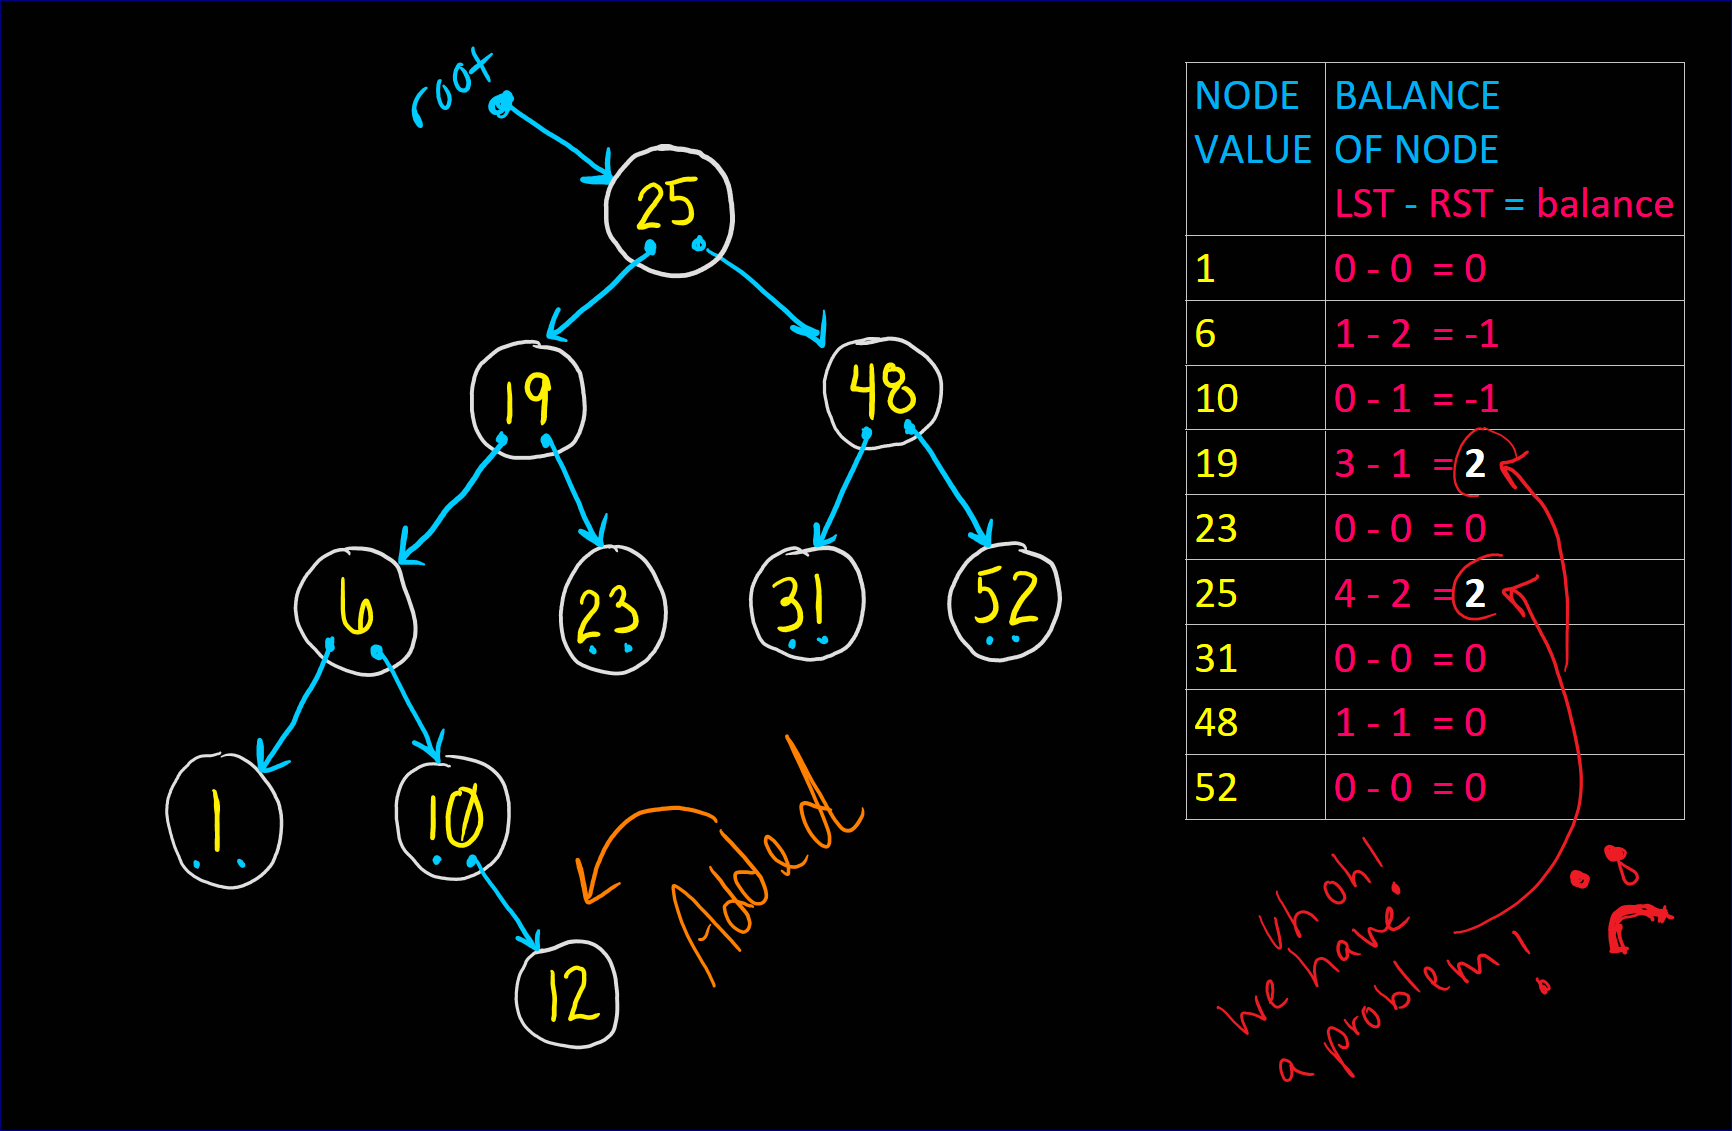 root
25
19
48
6
23
31
52
1
10
12
Added
NODE VALUE
BALANCE OF NODE
LST - RST = balance
1 0 - 0 = 0
6 1 - 2 = -1
10 0 - 1 = -1
19 3 - 1 = 2
23 0 - 0 = 0
25 4 - 2 = 2
31 0 - 0 = 0
48 1 - 1 = 0
52 0 - 0 = 0
Uh oh!
We have
a problem!